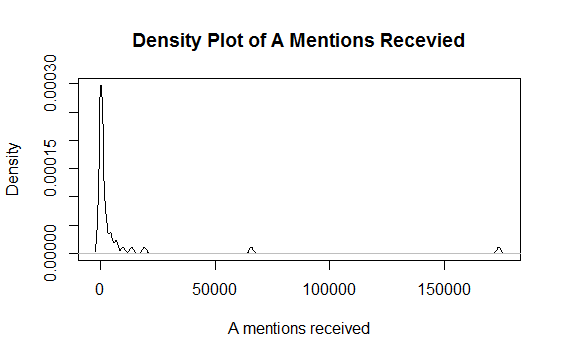 Density Plot of A Mentions Recevied
Density
0.00030
0.00015
0.00000
0 50000 100000 150000
A mentions received